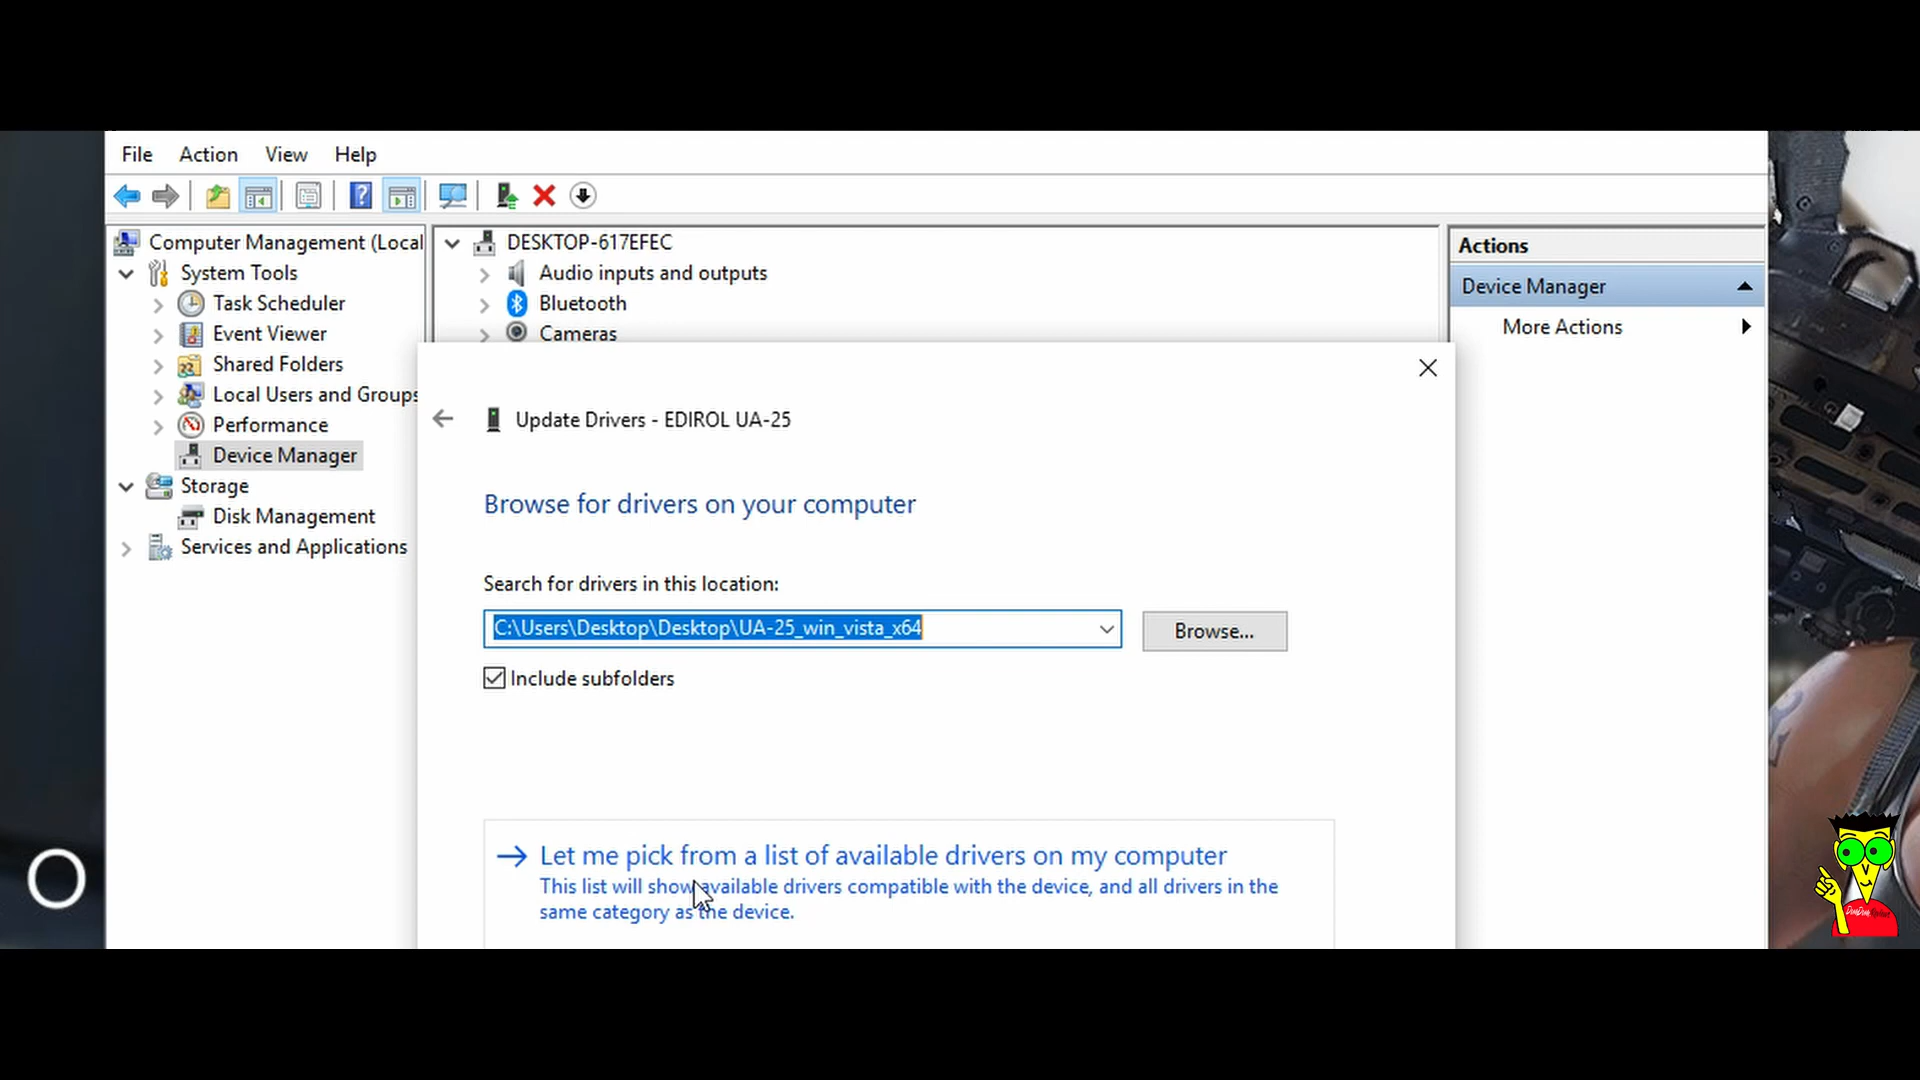 File Action View Help
Computer Management (Local
System Tools
Task Scheduler
Event Viewer
Shared Folders
Local Users and Groups
Performance
Device Manager
Storage
Disk Management
Services and Applications
DESKTOP-617EFEC
Audio inputs and outputs
Bluetooth
Cameras
Actions
Device Manager
More Actions
Update Drivers - EDIROL UA-25
Browse for drivers on your computer
Search for drivers in this location:
C:\Users\Desktop\Desktop\UA-25_win_vista_x64
Browse...
Include subfolders
Let me pick from a list of available drivers on my computer
This list will show available drivers compatible with the device, and all drivers in the
same category as the device.
O